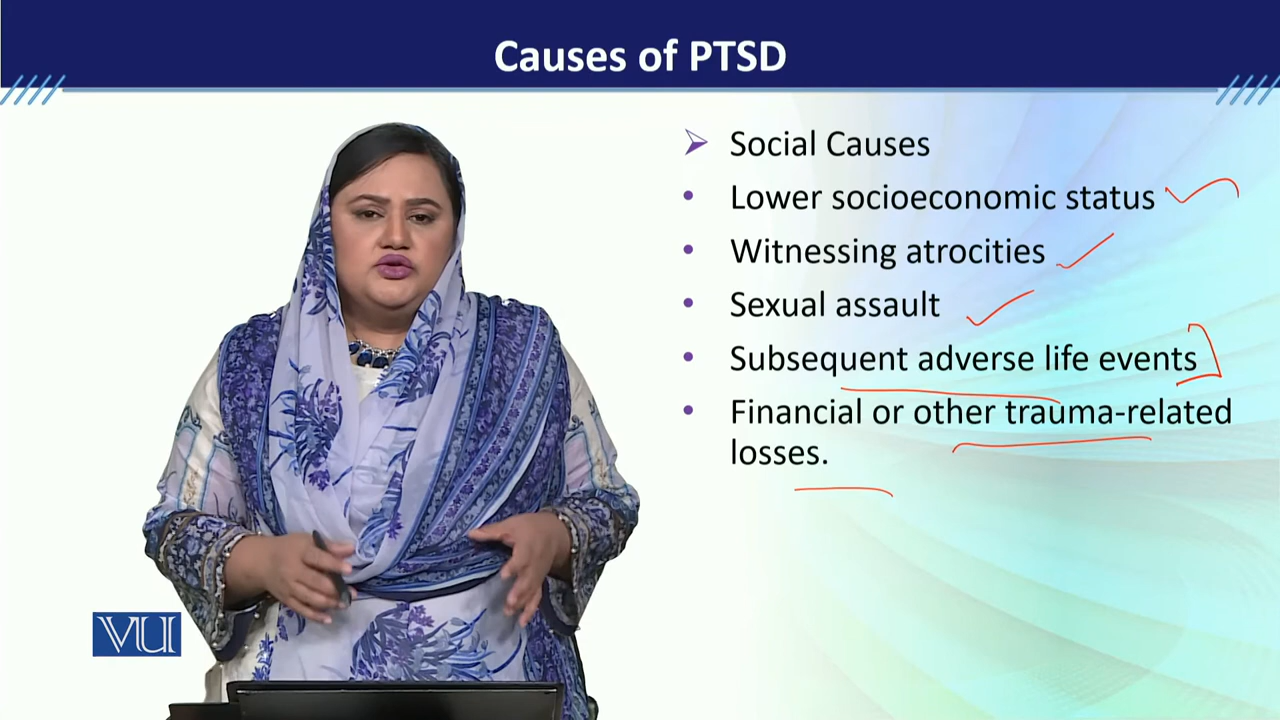 Causes of PTSD
Social Causes
Lower socioeconomic status
Witnessing atrocities
Sexual assault
Subsequent adverse life events
Financial or other trauma-related
losses.
VU